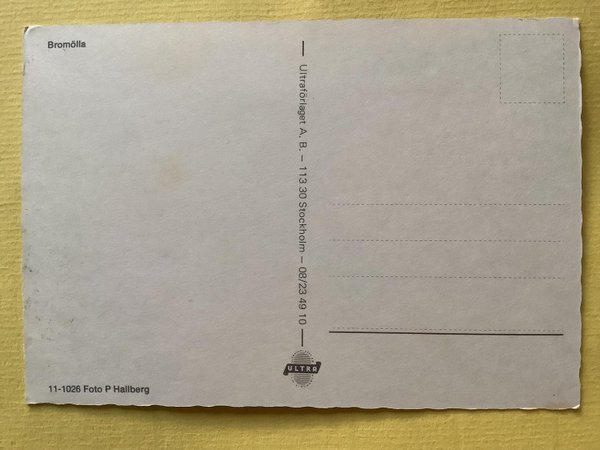 Bromölla
Ultraförlaget A. B. – 113 30 Stockholm – 08/23 49 10
ULTRA
11-1026 Foto P Hallberg